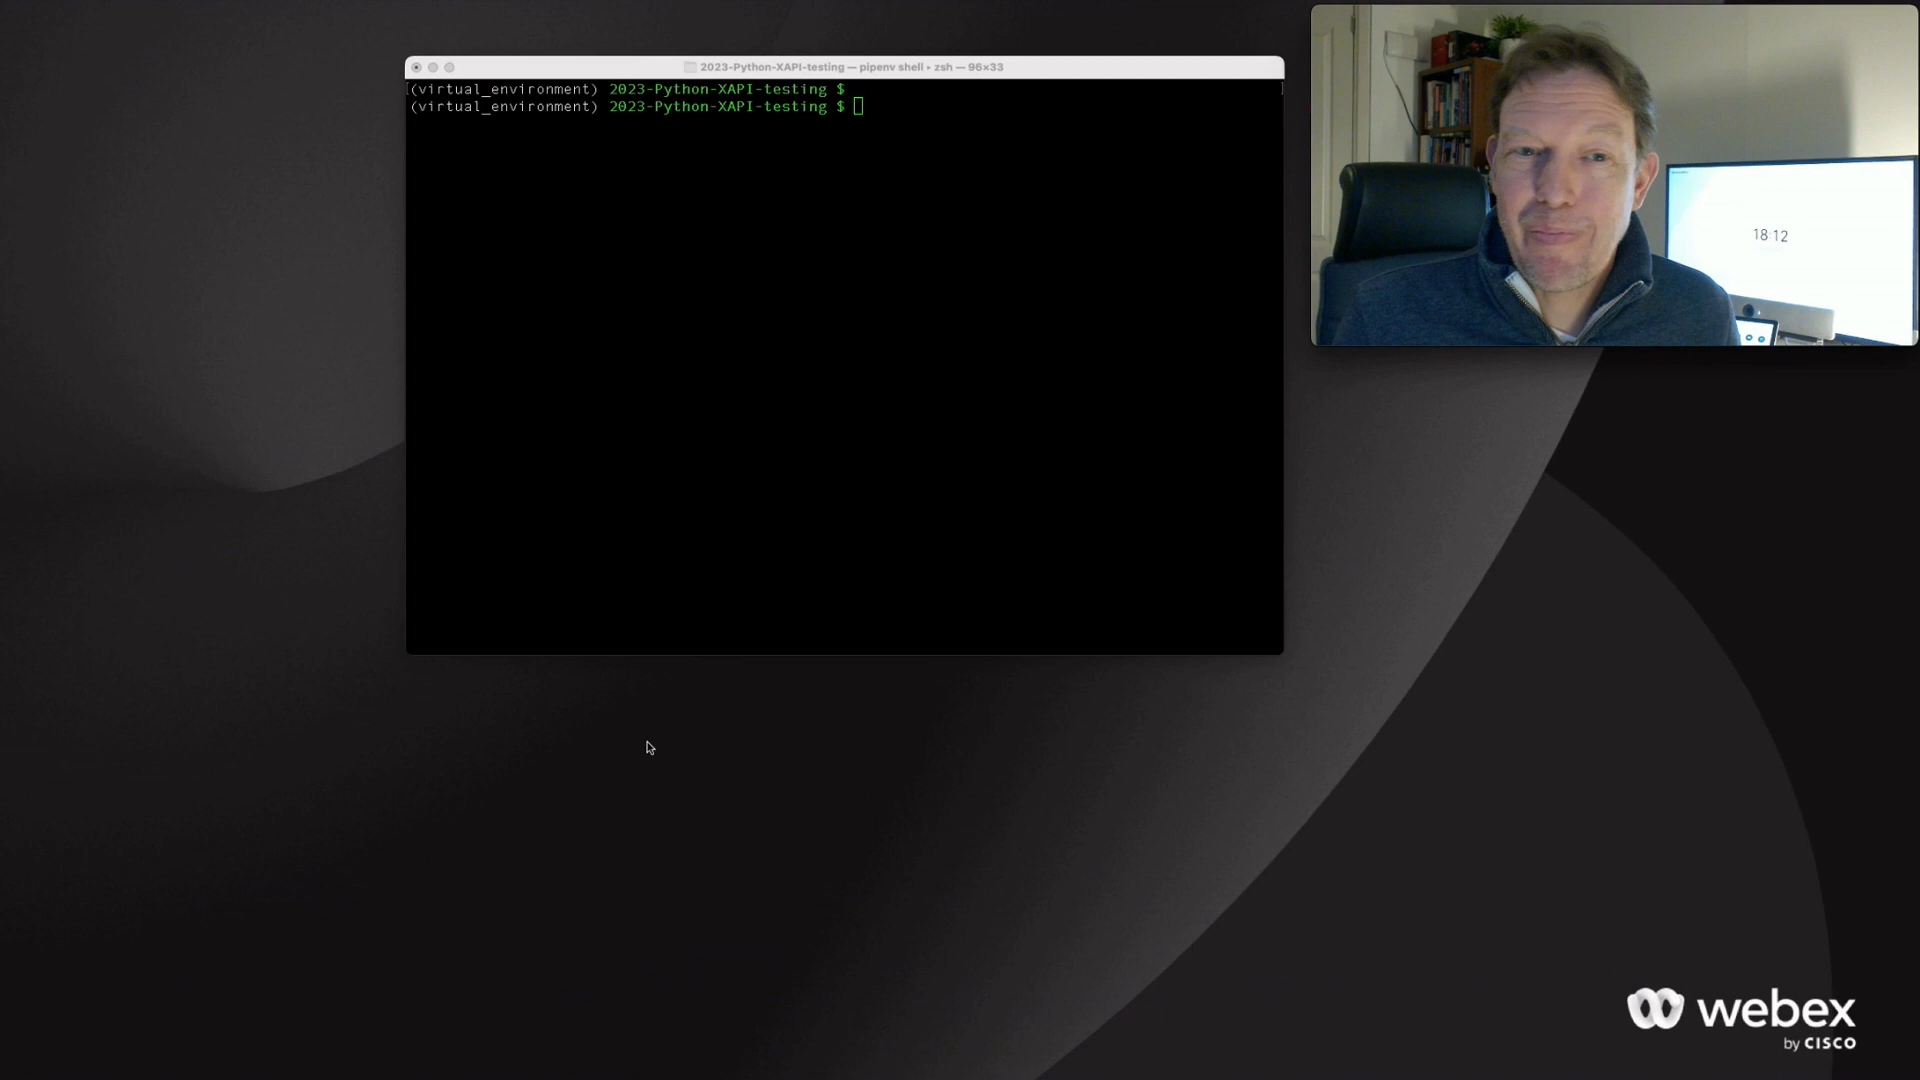 2023-Python-XAPI-testing — pipenv shell ▸ zsh — 96×33
(virtual_environment) 2023-Python-XAPI-testing $
(virtual_environment) 2023-Python-XAPI-testing $
18:12
webex
by CISCO